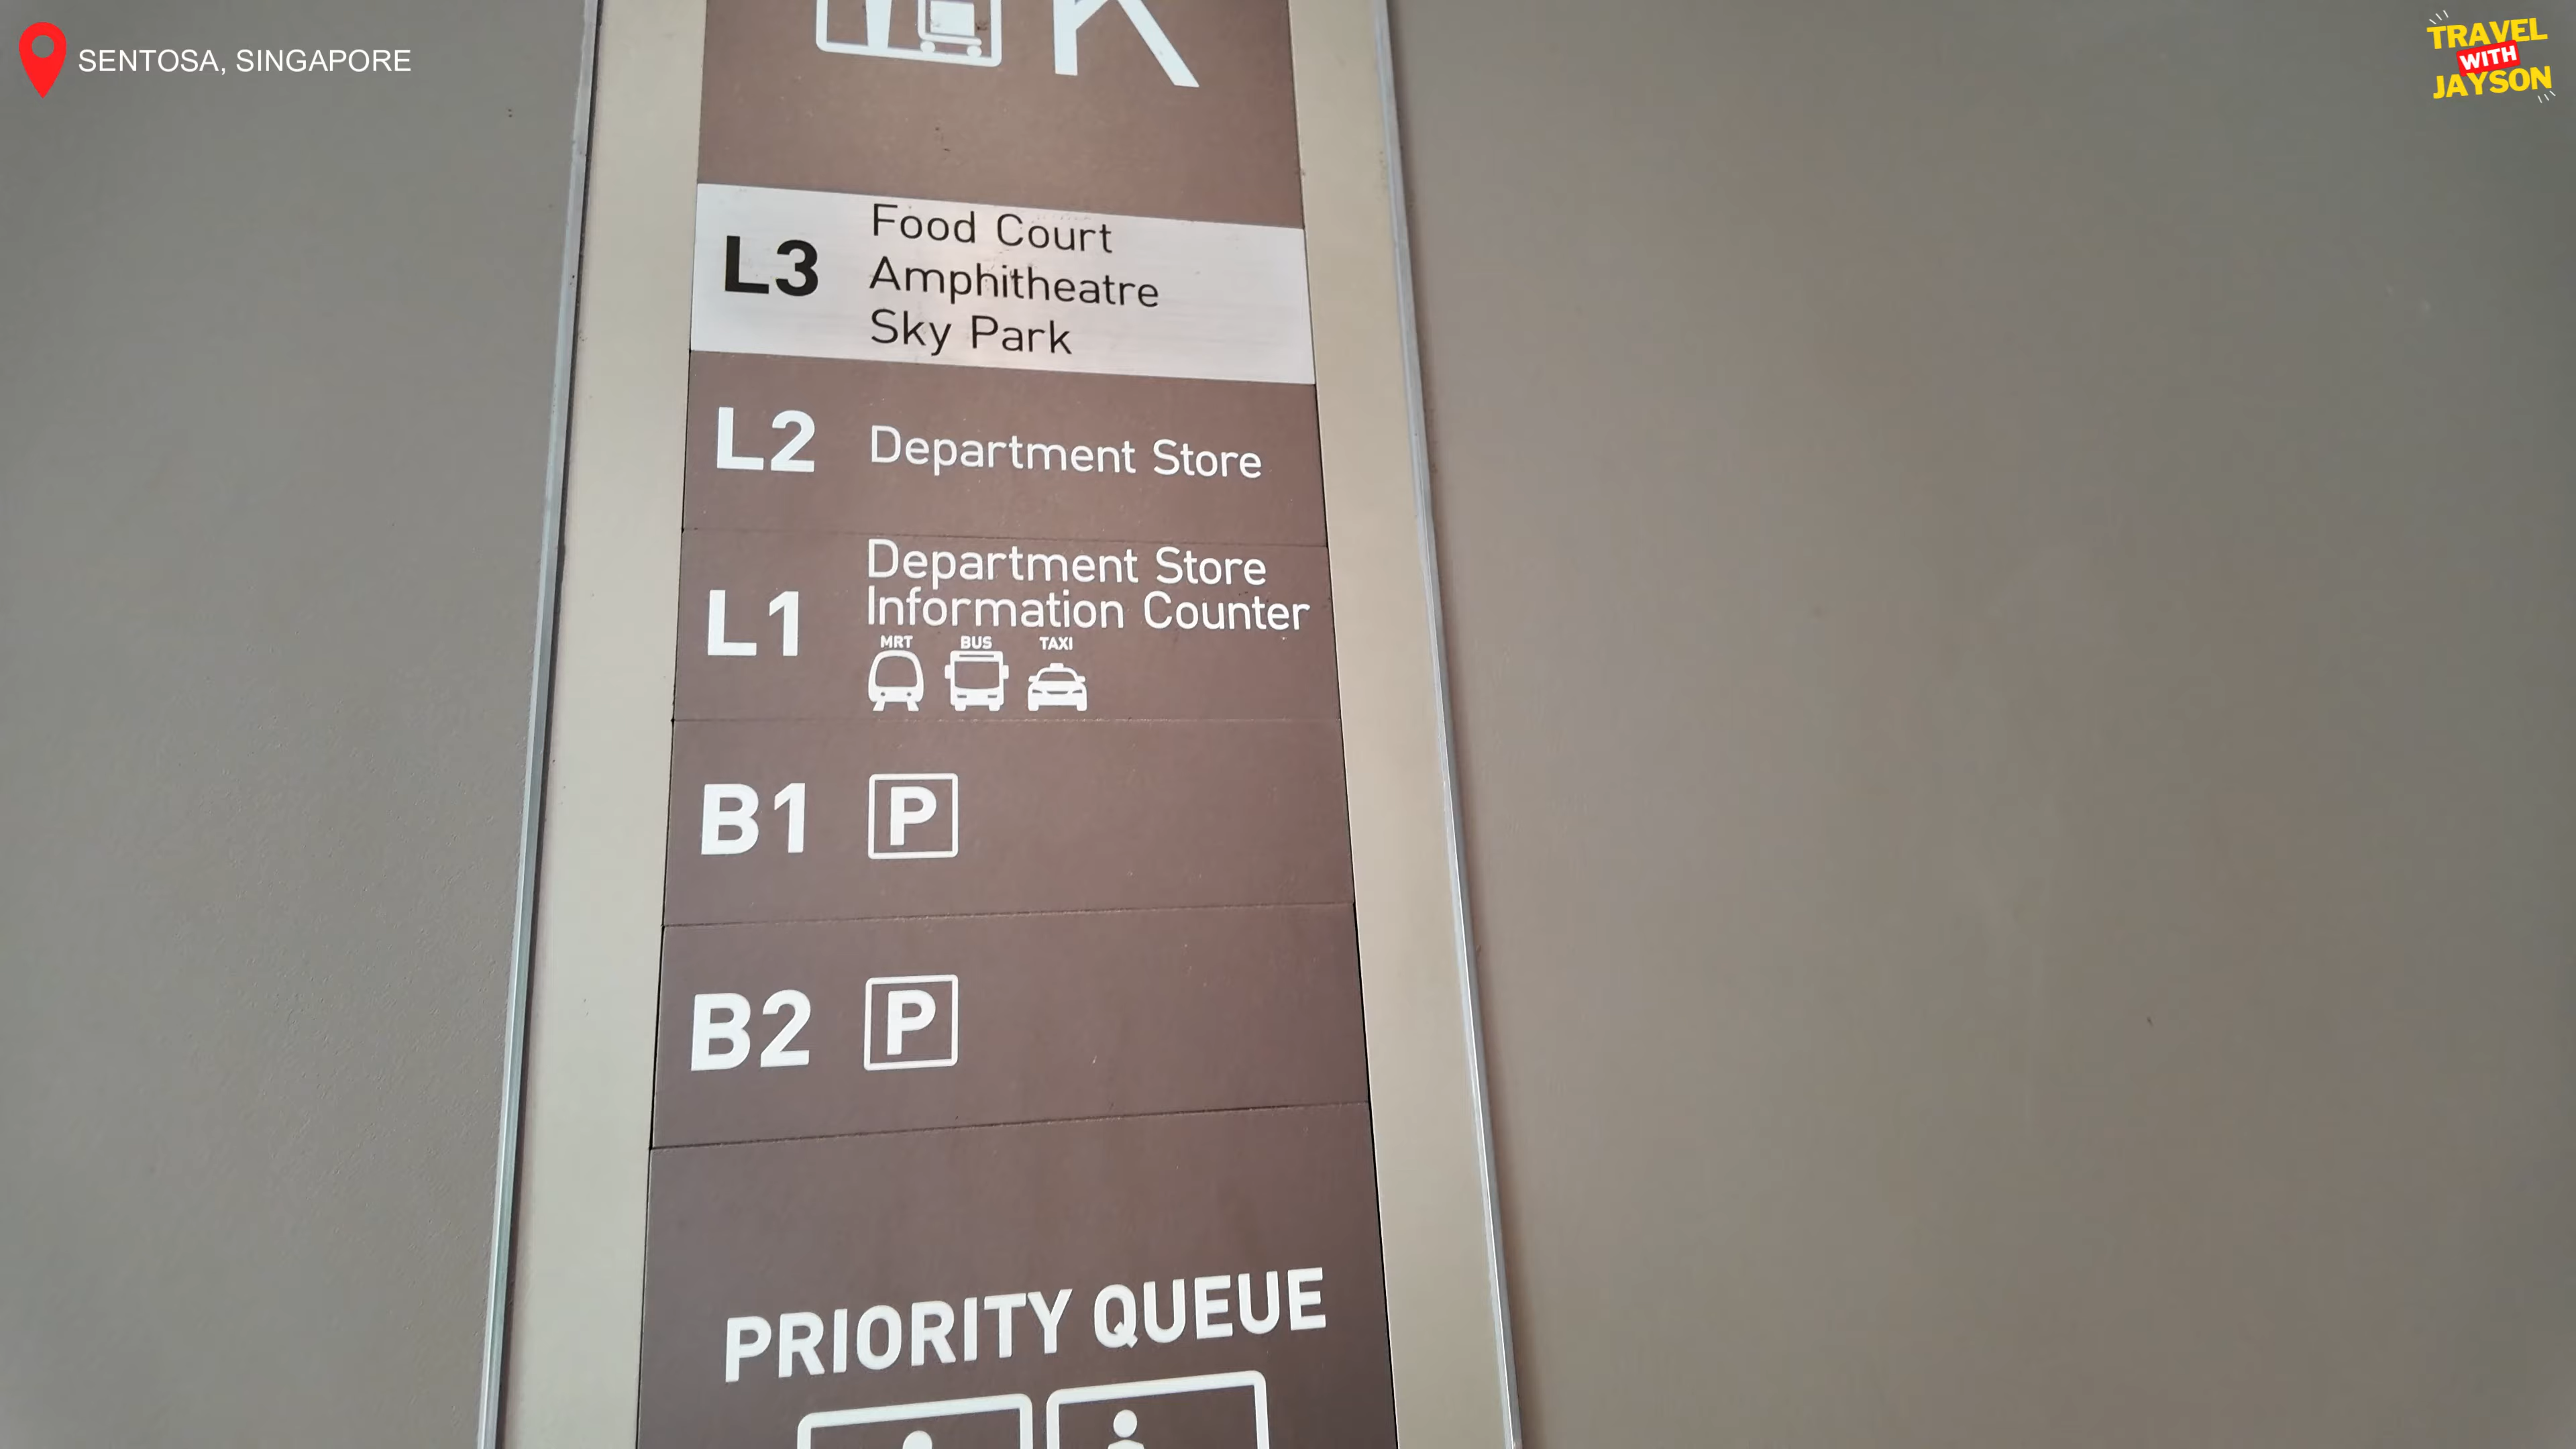 SENTOSA, SINGAPORE
TRAVEL
WITH
JAYSON
K
L3
Food Court
Amphitheatre
Sky Park
L2
Department Store
L1
Department Store
Information Counter
MRT BUS TAXI
B1 P
B2 P
PRIORITY QUEUE